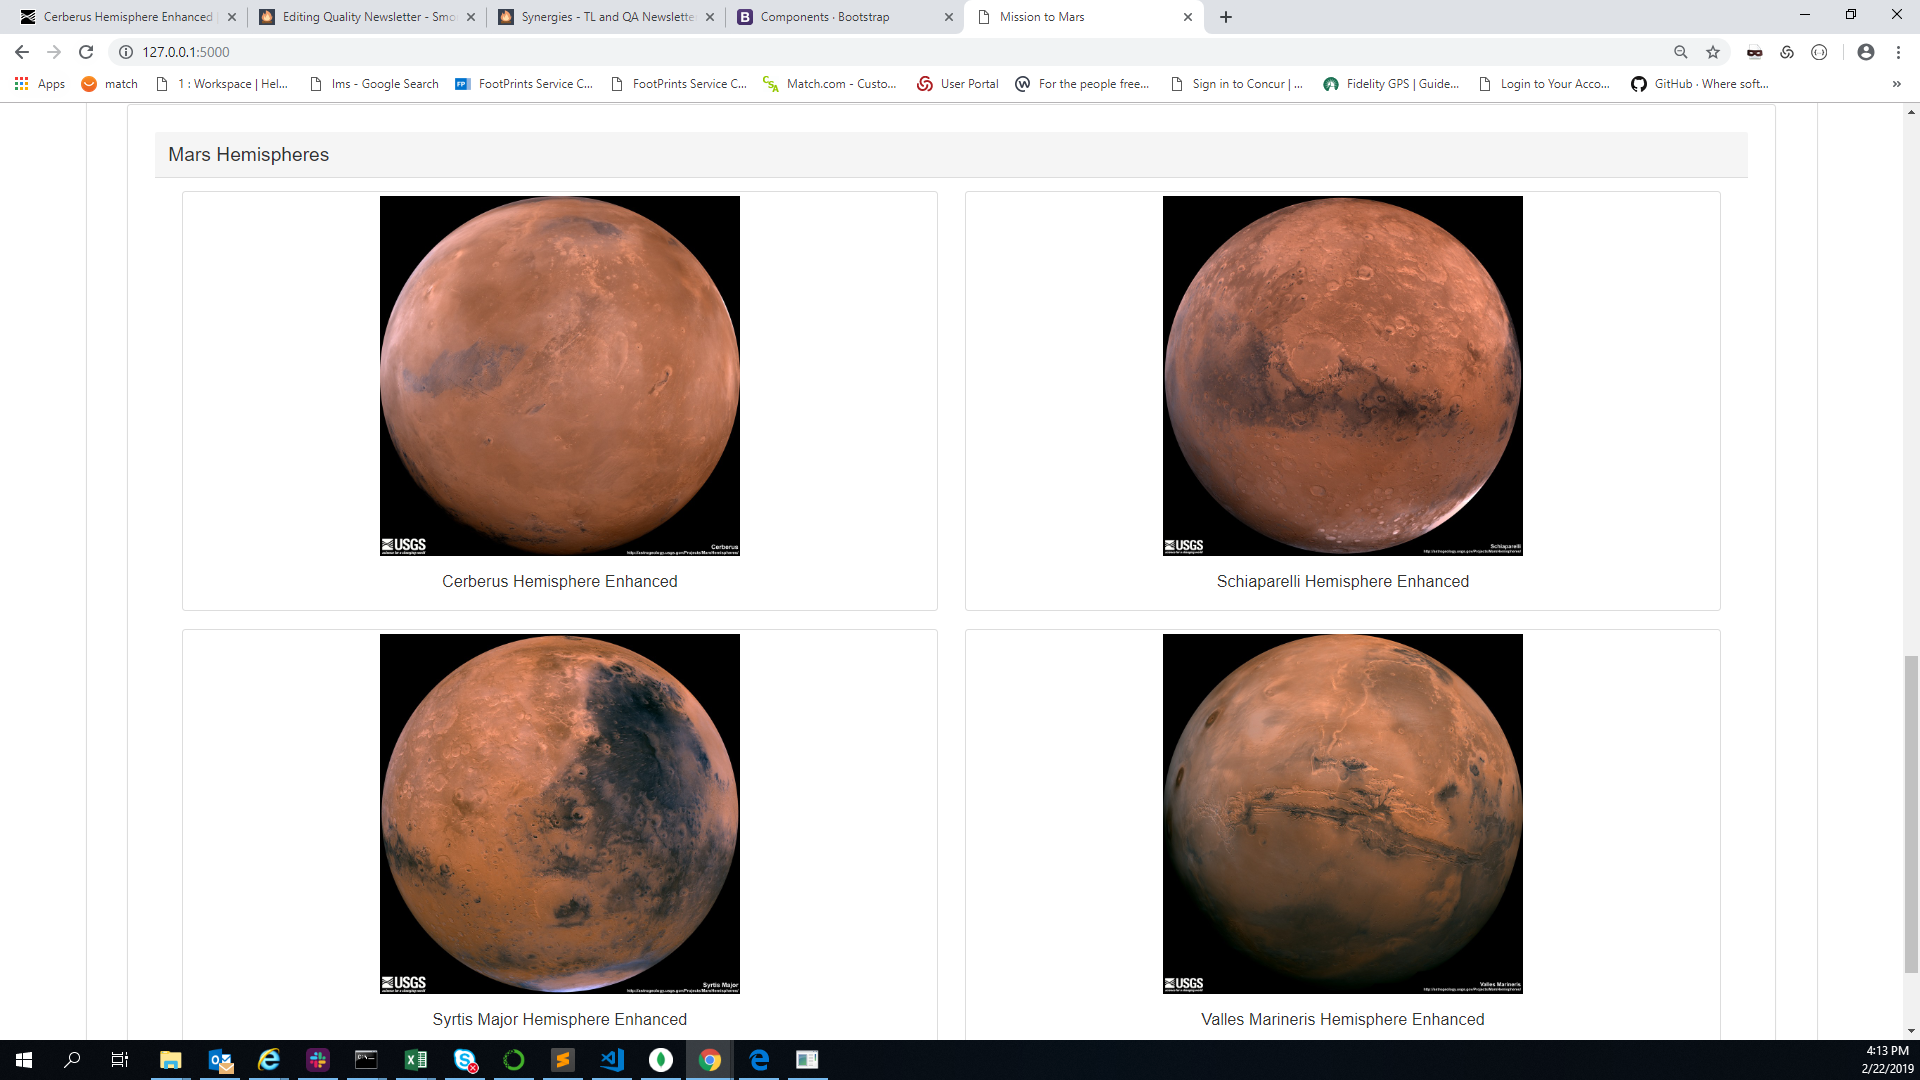 Cerberus Hemisphere Enhanced
Editing Quality Newsletter - Smo
Synergies - TL and QA Newslette
Components · Bootstrap
Mission to Mars
127.0.0.1:5000
Apps
match
1 : Workspace | Hel...
lms - Google Search
FootPrints Service C...
FootPrints Service C...
Match.com - Custo...
User Portal
For the people free...
Sign in to Concur | ...
Fidelity GPS | Guide...
Login to Your Acco...
GitHub · Where soft...
Mars Hemispheres
USGS
Cerberus
Cerberus Hemisphere Enhanced
USGS
Schiaparelli
Schiaparelli Hemisphere Enhanced
USGS
Syrtis Major
Syrtis Major Hemisphere Enhanced
USGS
Valles Marineris
Valles Marineris Hemisphere Enhanced
4:13 PM
2/22/2019